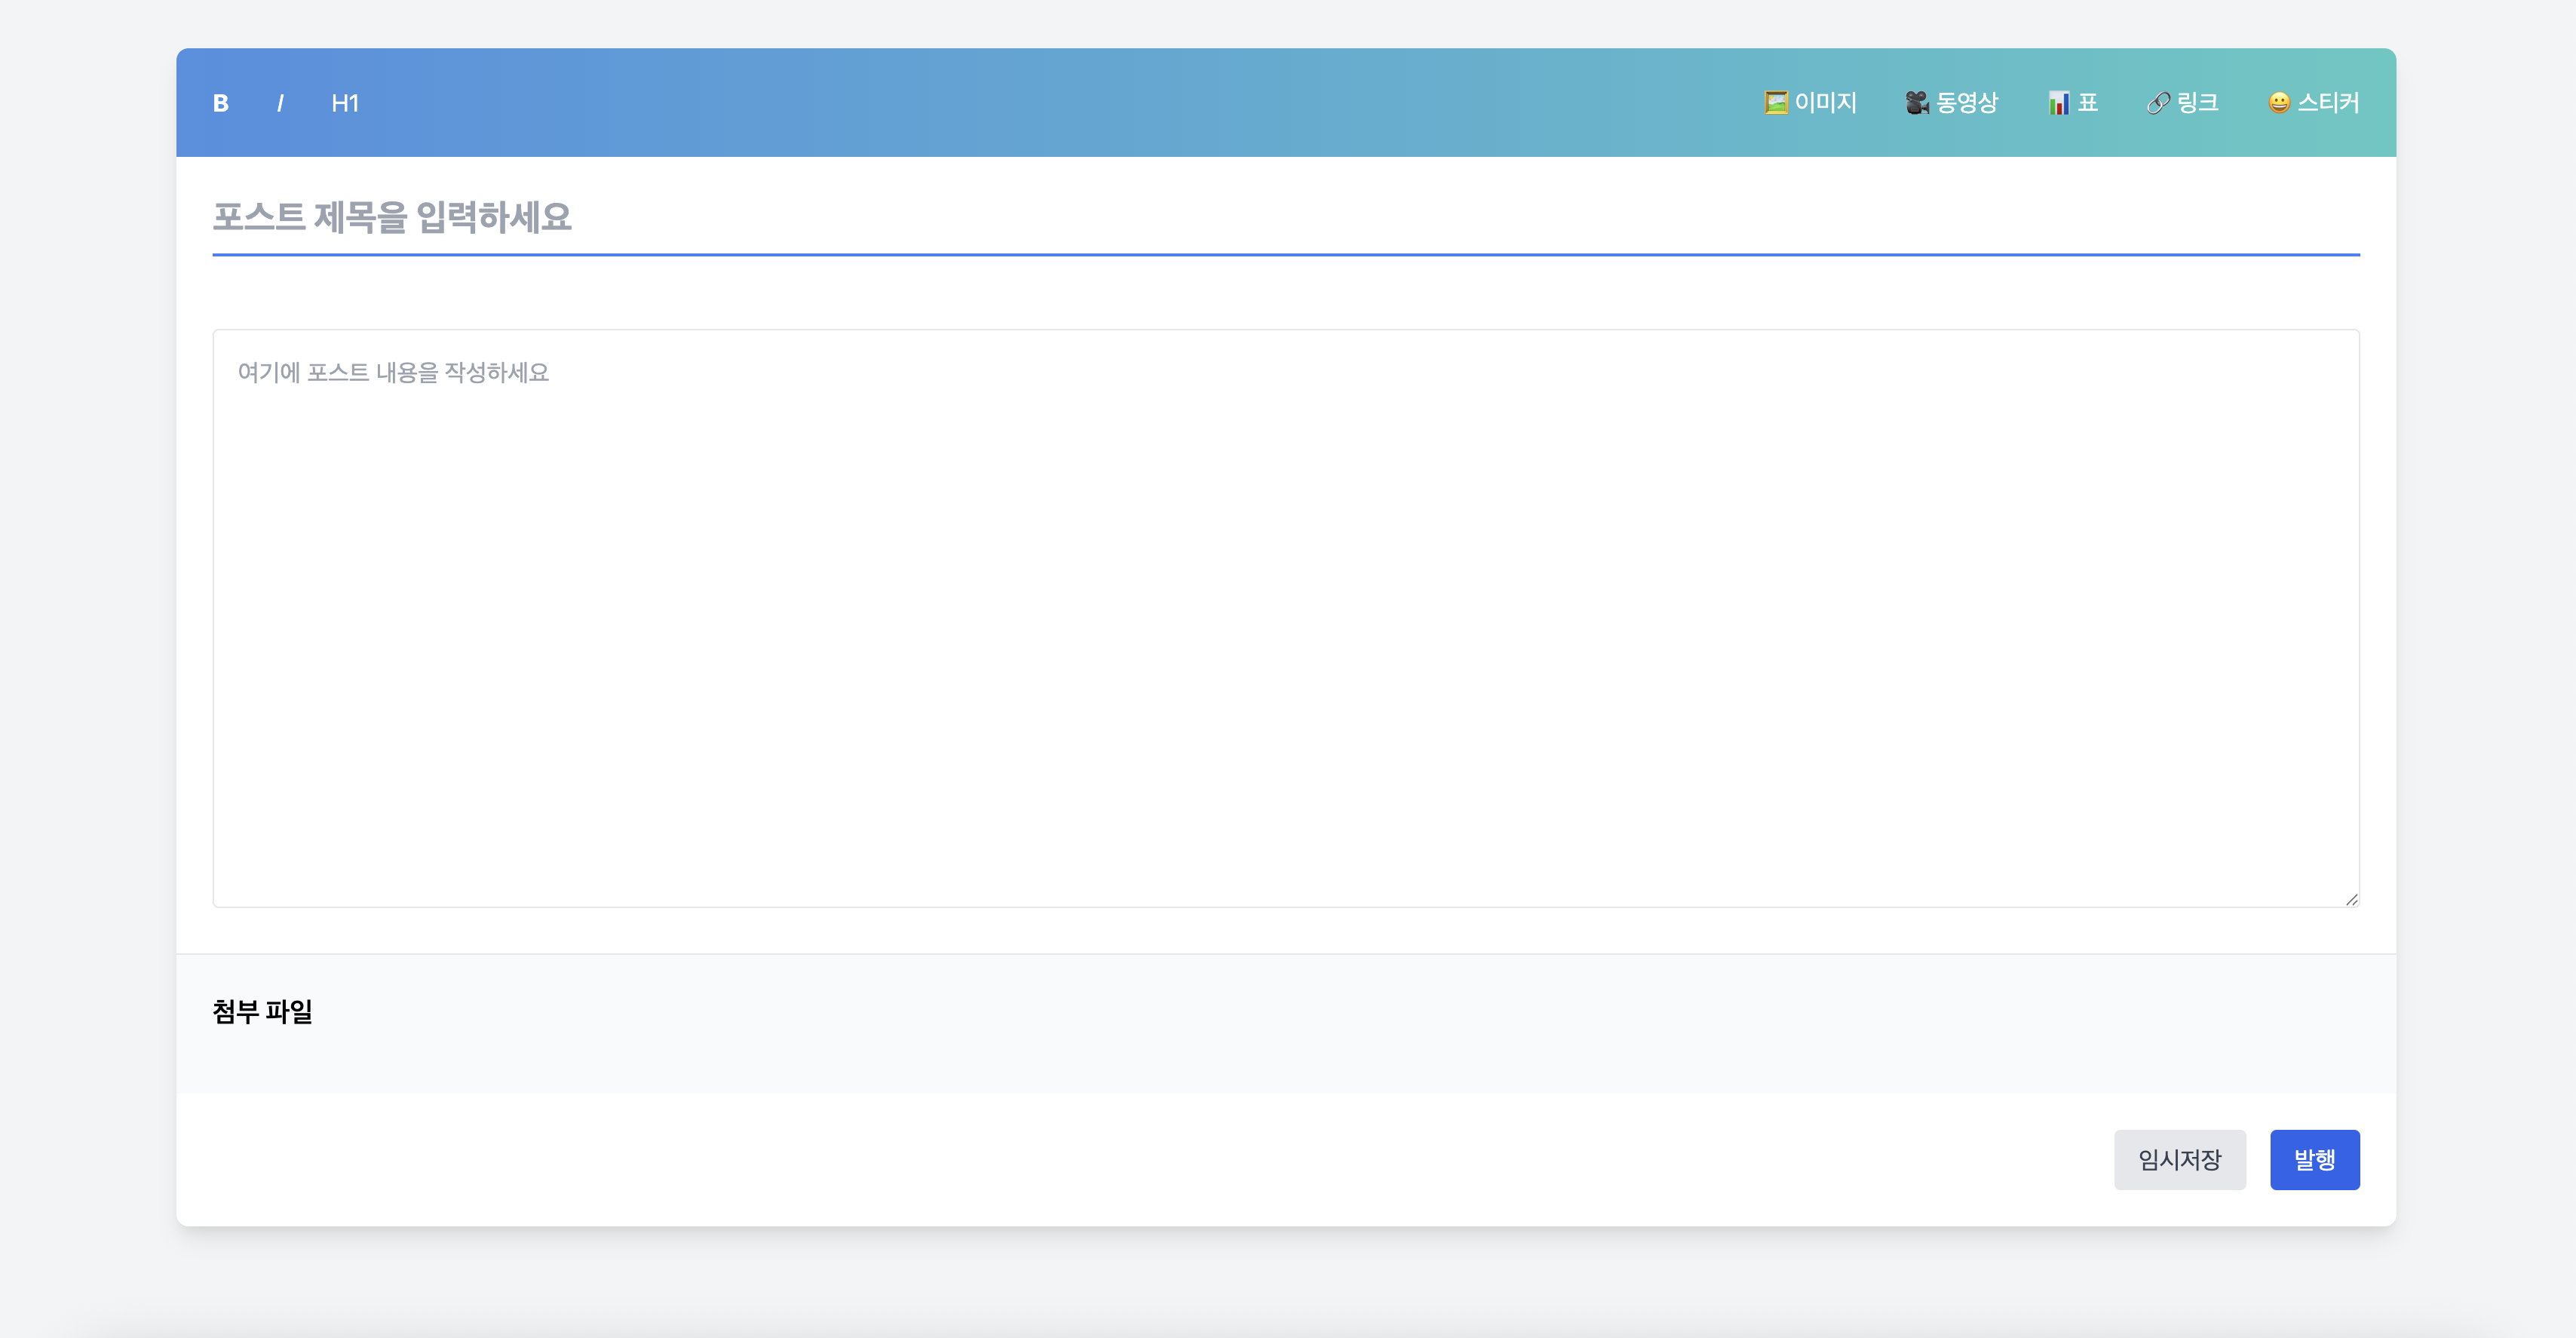 B I H1 🖼️ 이미지 🎥 동영상 📊 표 🔗 링크 😀 스티커
포스트 제목을 입력하세요
여기에 포스트 내용을 작성하세요
첨부 파일
임시저장 발행